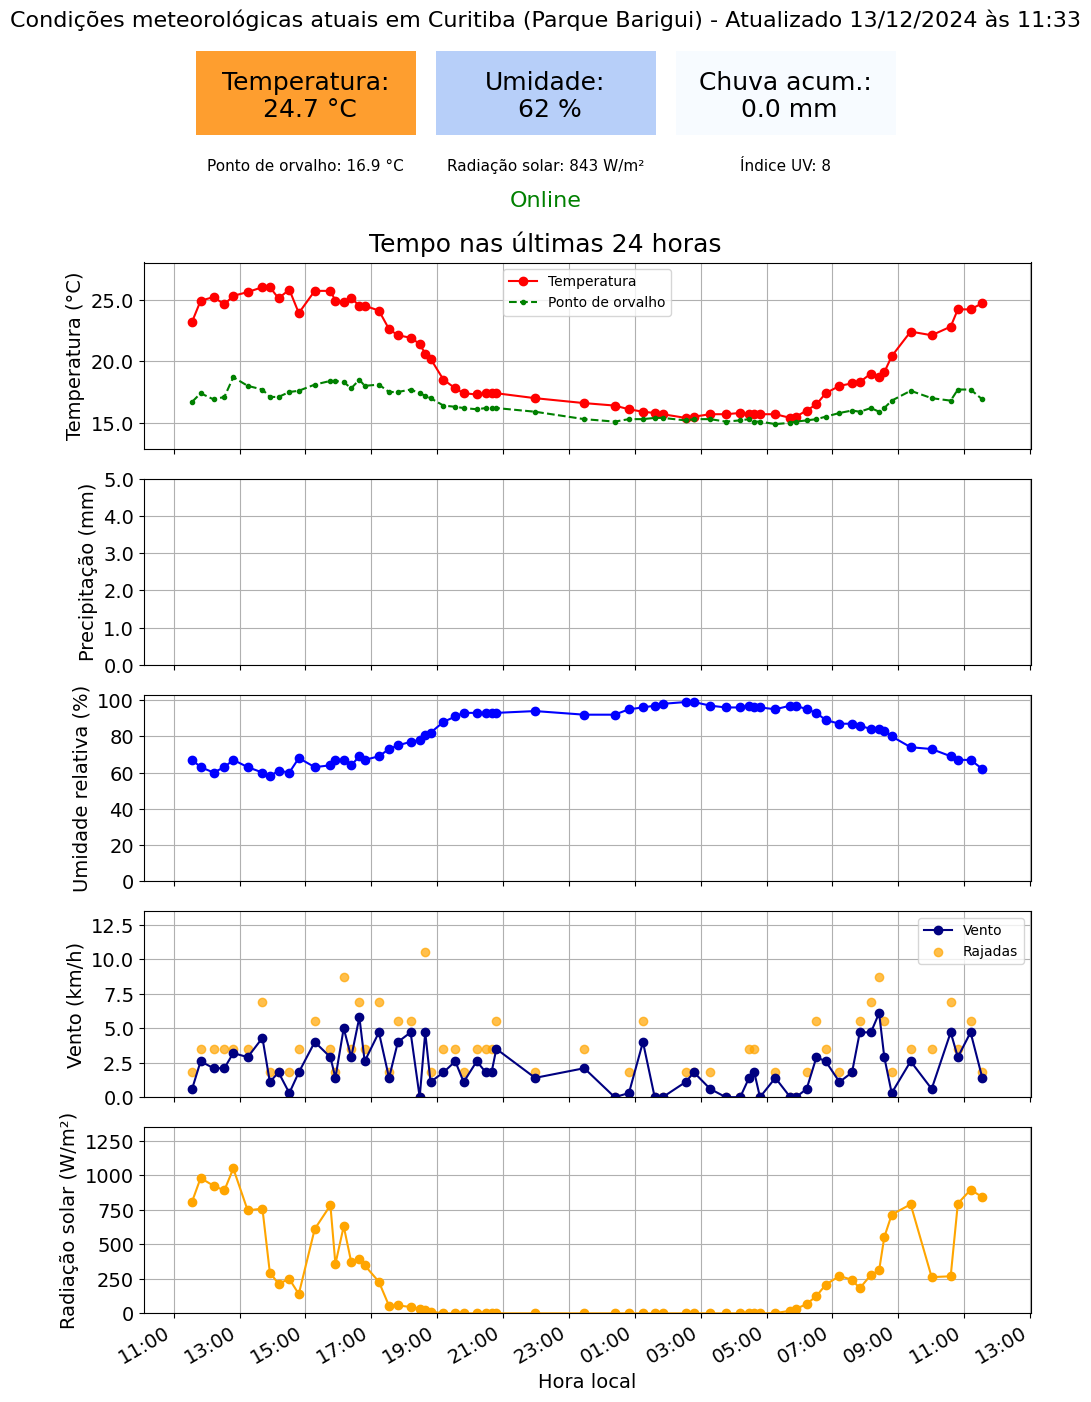 Condições meteorológicas atuais em Curitiba (Parque Barigui) - Atualizado 13/12/2024 às 11:33
Temperatura:
24.7 °C
Umidade:
62 %
Chuva acum.:
0.0 mm
Ponto de orvalho: 16.9 °C
Radiação solar: 843 W/m²
Índice UV: 8
Online
Tempo nas últimas 24 horas
Temperatura (°C)
25.0
20.0
15.0
Temperatura
Ponto de orvalho
Precipitação (mm)
5.0
4.0
3.0
2.0
1.0
0.0
Umidade relativa (%)
100
80
60
40
20
0
Vento (km/h)
12.5
10.0
7.5
5.0
2.5
0.0
Vento
Rajadas
Radiação solar (W/m²)
1250
1000
750
500
250
0
11:00
13:00
15:00
17:00
19:00
21:00
23:00
01:00
03:00
05:00
07:00
09:00
11:00
13:00
Hora local